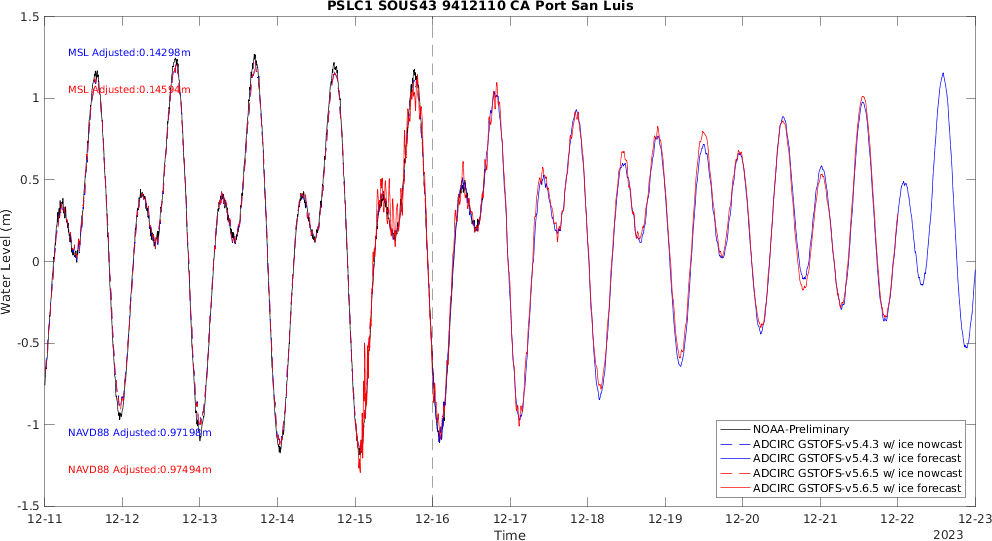 PSLC1 SOUS43 9412110 CA Port San Luis
1.5
MSL Adjusted:0.14298m
MSL Adjusted:0.14594m
1
0.5
0
-0.5
-1
-1.5
Water Level (m)
NAVD88 Adjusted:0.97198m
NAVD88 Adjusted:0.97494m
NOAA-Preliminary
ADCIRC GSTOFS-v5.4.3 w/ ice nowcast
ADCIRC GSTOFS-v5.4.3 w/ ice forecast
ADCIRC GSTOFS-v5.6.5 w/ ice nowcast
ADCIRC GSTOFS-v5.6.5 w/ ice forecast
12-11 12-12 12-13 12-14 12-15 12-16 12-17 12-18 12-19 12-20 12-21 12-22 12-23
Time
2023